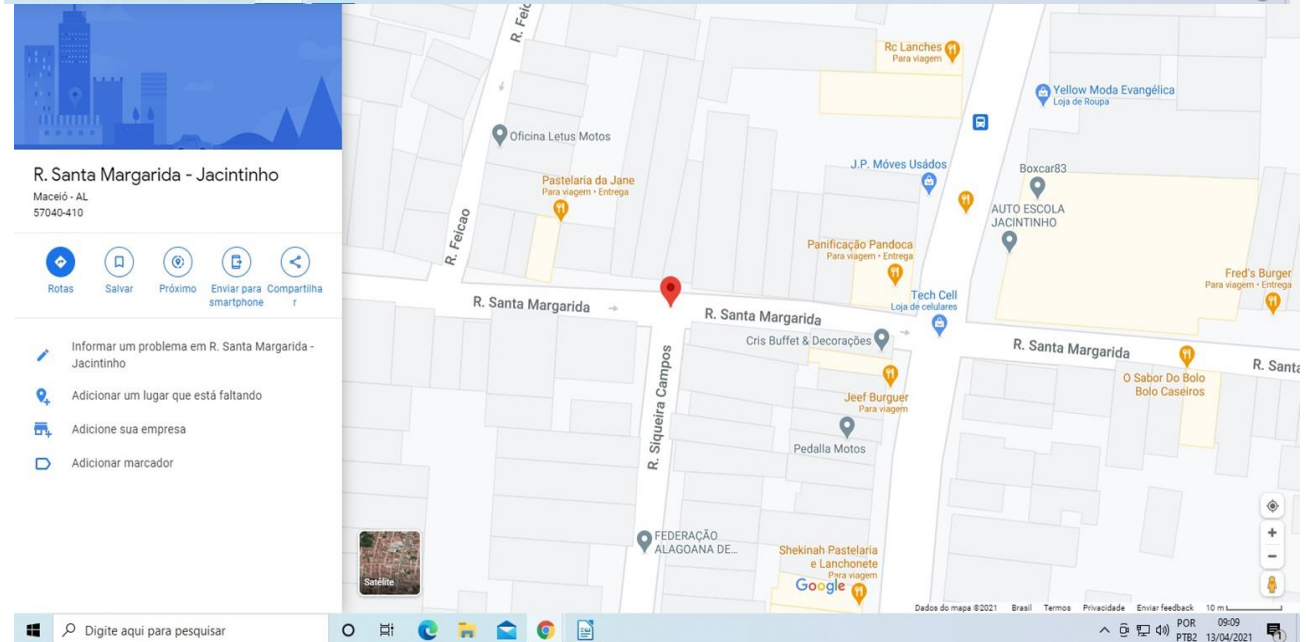 R. Santa Margarida - Jacintinho
Maceió - AL
57040-410
Rotas
Salvar
Próximo
Enviar para
smartphone
Compartilha
r
Informar um problema em R. Santa Margarida -
Jacintinho
Adicionar um lugar que está faltando
Adicione sua empresa
Adicionar marcador
R. Feic
Rc Lanches
Para viagem
Yellow Moda Evangélica
Loja de Roupa
Oficina Letus Motos
J.P. Móves Usádos
Boxcar83
Pastelaria da Jane
Para viagem • Entrega
AUTO ESCOLA
JACINTINHO
R. Feicao
Panificação Pandoca
Para viagem • Entrega
Fred's Burger
Para viagem • Entrega
Tech Cell
Loja de celulares
R. Santa Margarida
R. Santa Margarida
Cris Buffet & Decorações
R. Santa Margarida
R. Santa
O Sabor Do Bolo
Bolo Caseiros
Jeef Burguer
Para viagem
R. Siqueira Campos
Pedalla Motos
FEDERAÇÃO
ALAGOANA DE...
Shekinah Pastelaria
e Lanchonete
Para viagem
Satélite
Google
Dados do mapa ©2021 Brasil Termos Privacidade Enviar feedback 10 m
Digite aqui para pesquisar
POR
PTB2
09:09
13/04/2021
1